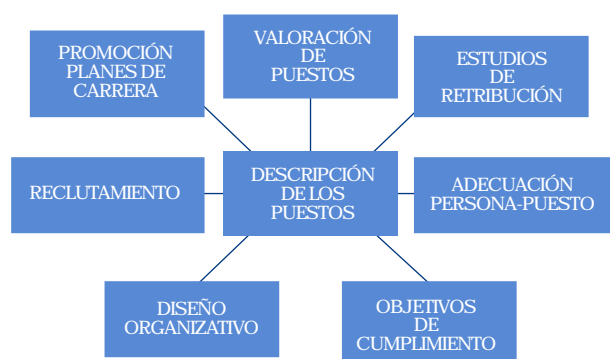 PROMOCIÓN
PLANES DE
CARRERA
VALORACIÓN
DE
PUESTOS
ESTUDIOS
DE
RETRIBUCIÓN
RECLUTAMIENTO
DESCRIPCIÓN
DE LOS
PUESTOS
ADECUACIÓN
PERSONA-PUESTO
DISEÑO
ORGANIZATIVO
OBJETIVOS
DE
CUMPLIMIENTO